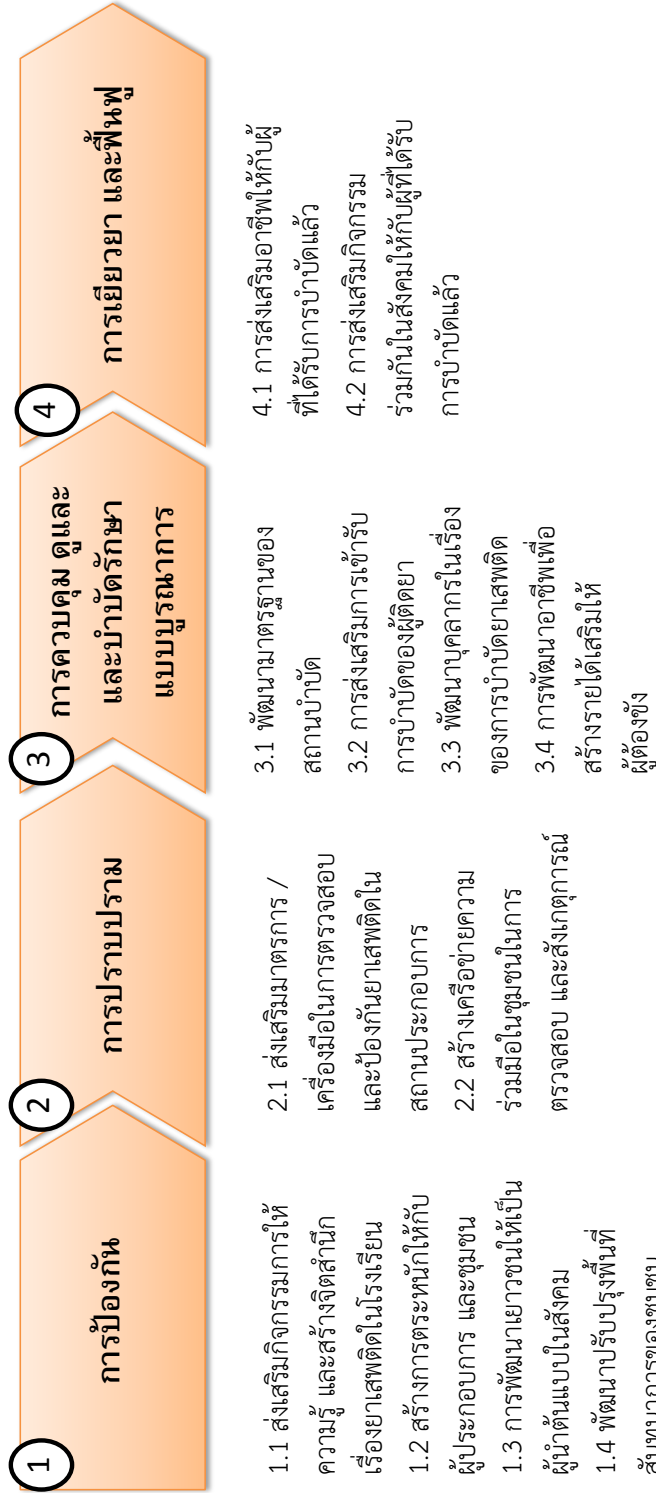 1
การป้องกัน
1.1 ส่งเสริมกิจกรรมการให้
ความรู้ และสร้างจิตสำนึก
เรื่องยาเสพติดในโรงเรียน
1.2 สร้างการตระหนักให้กับ
ผู้ประกอบการ และชุมชน
1.3 การพัฒนาเยาวชนให้เป็น
ผู้นำต้นแบบในสังคม
1.4 พัฒนาปรับปรุงพื้นที่
สันทนาการของชุมชน
2
การปราบปราม
2.1 ส่งเสริมมาตรการ /
เครื่องมือในการตรวจสอบ
และป้องกันยาเสพติดใน
สถานประกอบการ
2.2 สร้างเครือข่ายความ
ร่วมมือในชุมชนในการ
ตรวจสอบ และสังเกตุการณ์
3
การควบคุม ดูและ
และบำบัดรักษา
แบบบูรณาการ
3.1 พัฒนามาตรฐานของ
สถานบำบัด
3.2 การส่งเสริมการเข้ารับ
การบำบัดของผู้ติดยา
3.3 พัฒนาบุคลากรในเรื่อง
ของการบำบัดยาเสพติด
3.4 การพัฒนาอาชีพเพื่อ
สร้างรายได้เสริมให้
ผู้ต้องขัง
4
การเยียวยา และฟื้นฟู
4.1 การส่งเสริมอาชีพให้กับผู้
ที่ได้รับการบำบัดแล้ว
4.2 การส่งเสริมกิจกรรม
ร่วมกันในสังคมให้กับผู้ที่ได้รับ
การบำบัดแล้ว